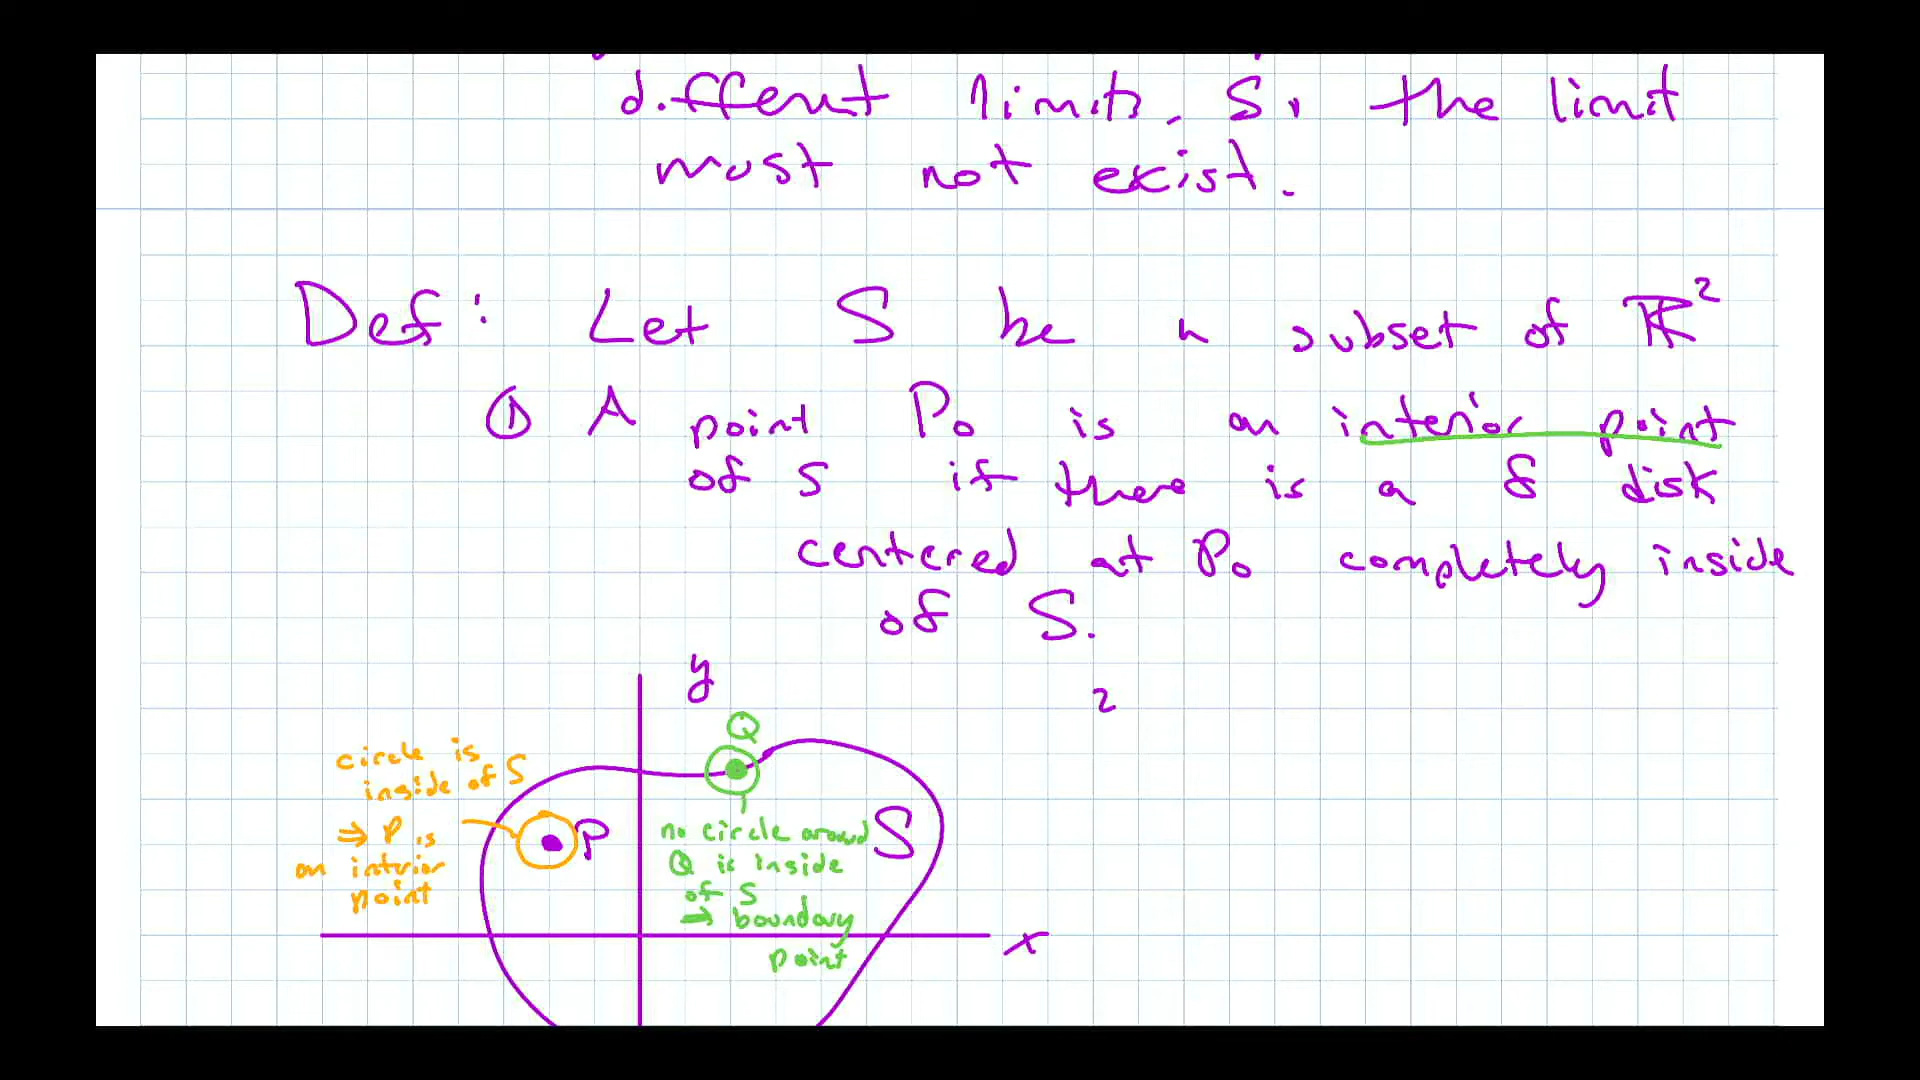 different limits. So the limit
must not exist.
Def: Let S be a subset of ℝ²
① A point P₀ is an interior point
of S if there is a δ disk
centered at P₀ completely inside
of S.
y
2
Q
circle is
inside of S
⇒ P is
an interior
point
P
no circle around
Q is inside
of S
→ boundary
point
S
x